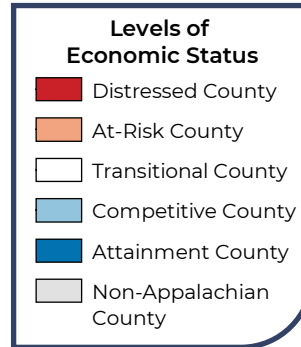 Levels of
Economic Status
Distressed County
At-Risk County
Transitional County
Competitive County
Attainment County
Non-Appalachian
County